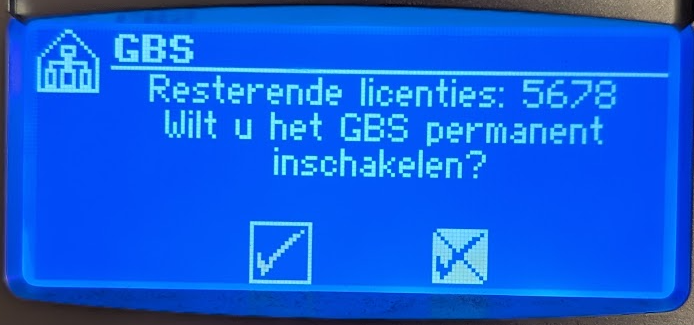 GBS
Resterende licenties: 5678
Wilt u het GBS permanent
inschakelen?